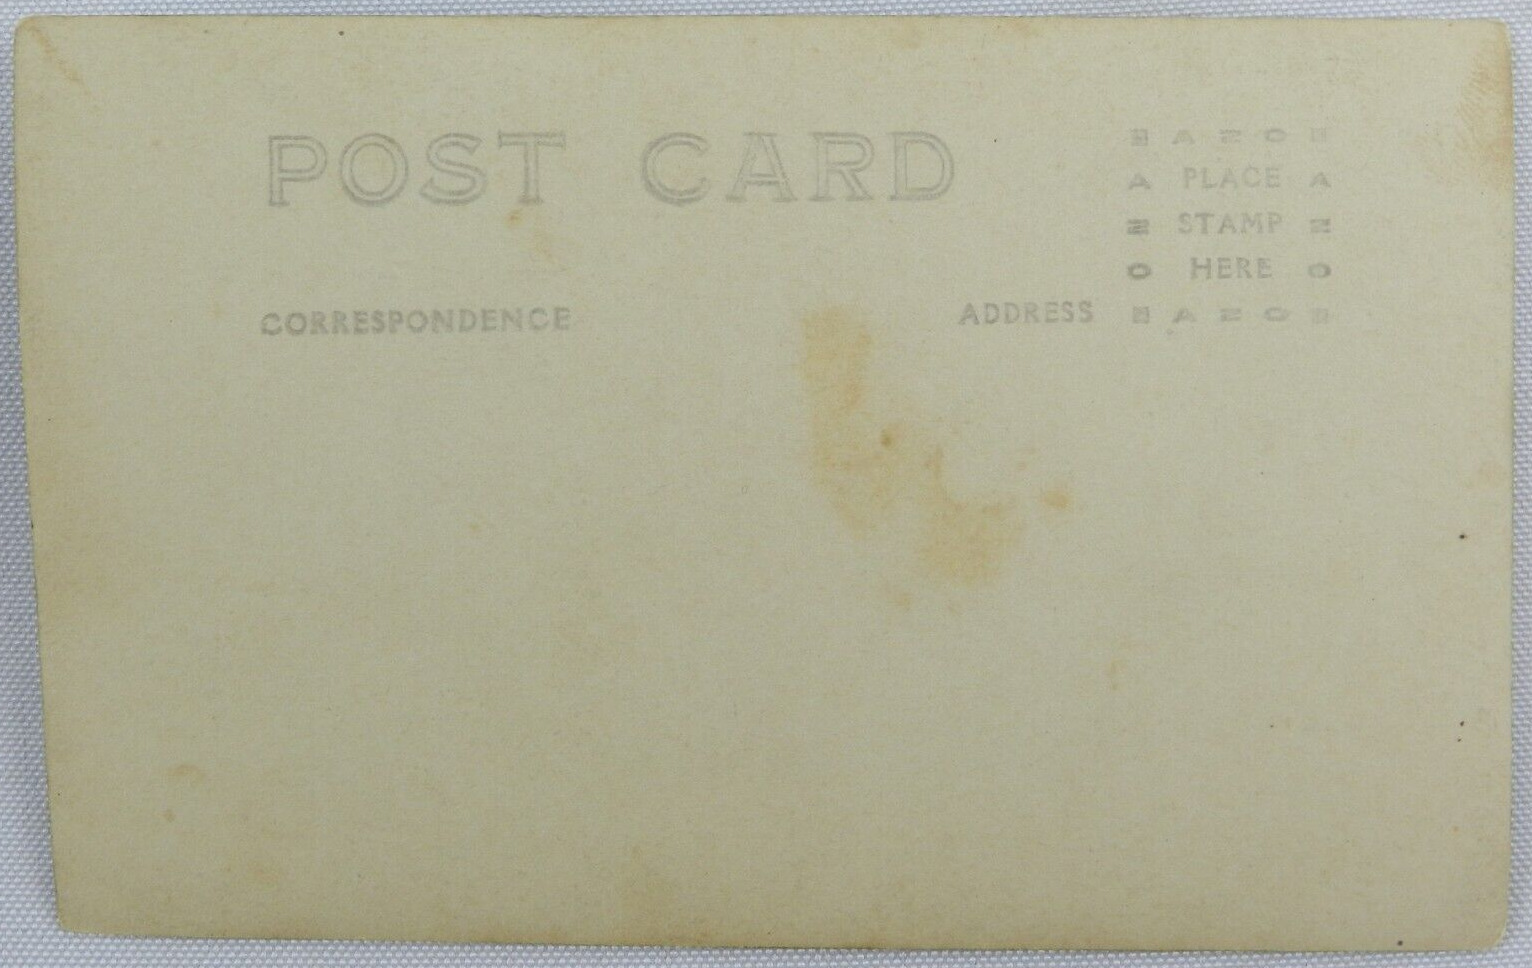 POST CARD
A Z O
A PLACE A
Z STAMP Z
O HERE O
A Z O
CORRESPONDENCE
ADDRESS